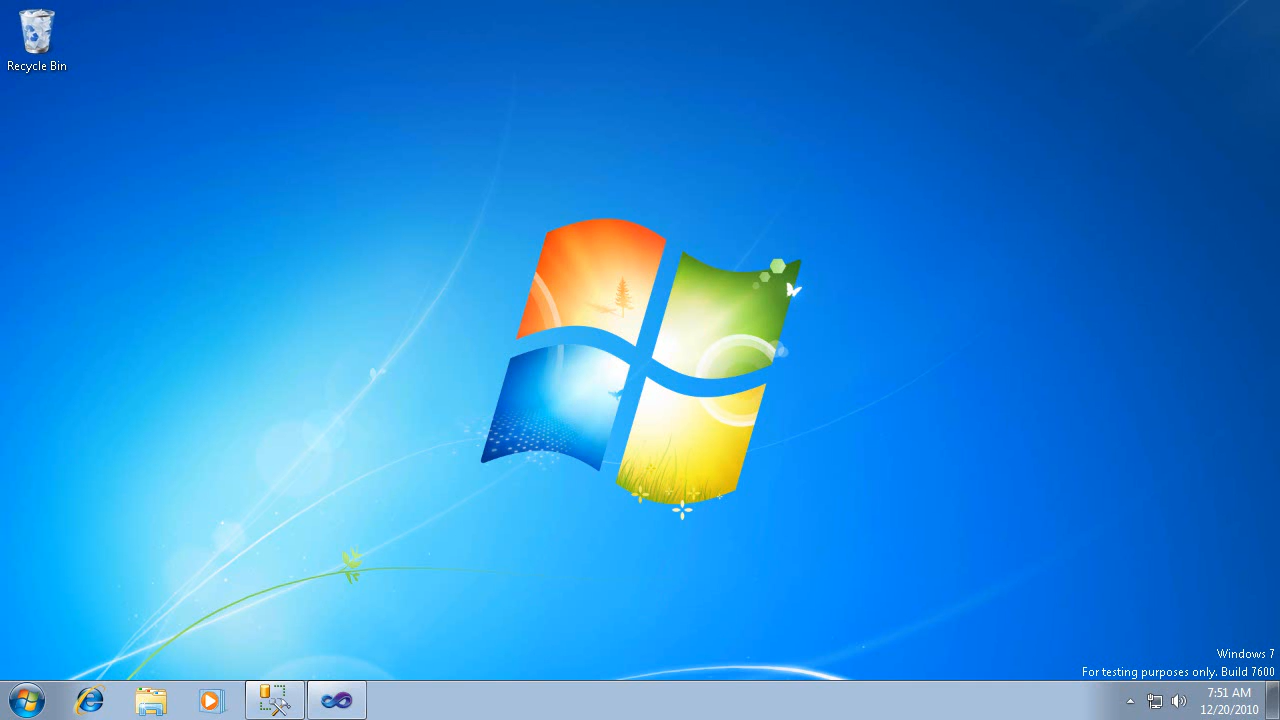 Recycle Bin
Windows 7
For testing purposes only. Build 7600
7:51 AM
12/20/2010